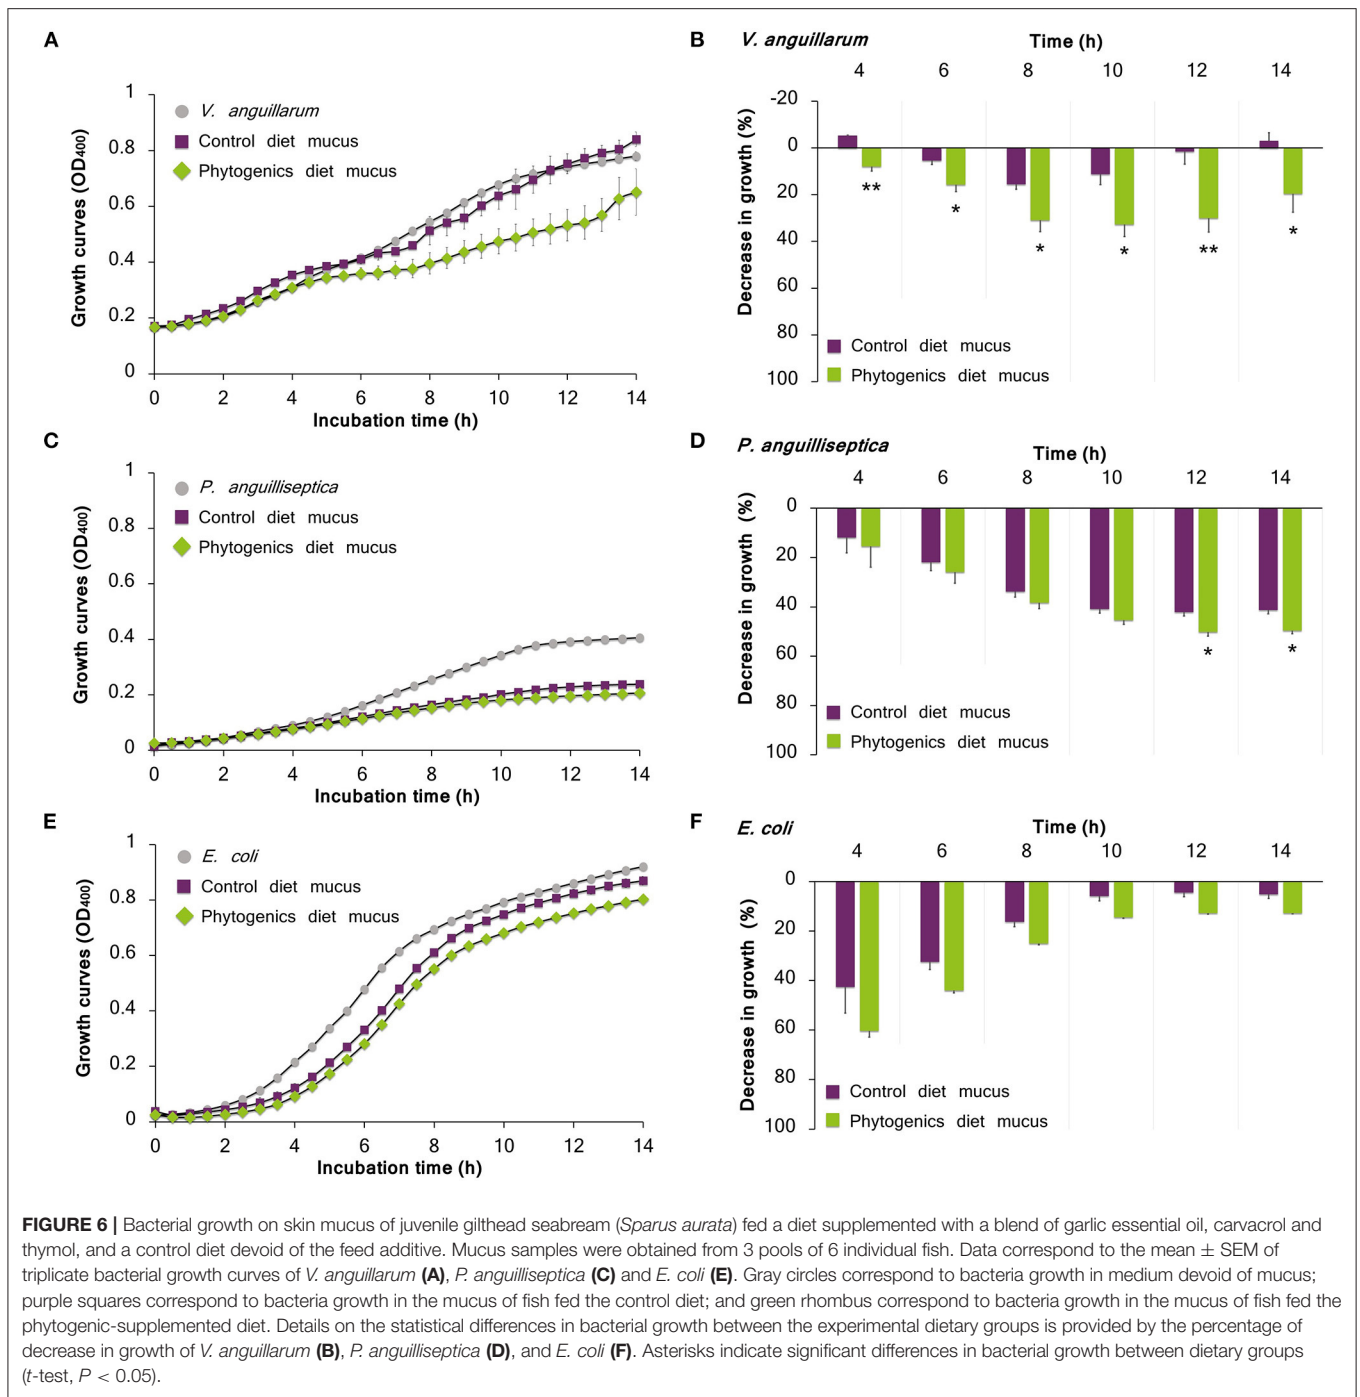 A
Growth curves (OD400)
1
0.8
0.6
0.4
0.2
0
V. anguillarum
Control diet mucus
Phytogenics diet mucus
0 2 4 6 8 10 12 14
Incubation time (h)
B
V. anguillarum
Time (h)
4 6 8 10 12 14
Decrease in growth (%)
-20
0
20
40
60
80
100
** * * * ** *
Control diet mucus
Phytogenics diet mucus
C
Growth curves (OD400)
1
0.8
0.6
0.4
0.2
0
P. anguilliseptica
Control diet mucus
Phytogenics diet mucus
0 2 4 6 8 10 12 14
Incubation time (h)
D
P. anguilliseptica
Time (h)
4 6 8 10 12 14
Decrease in growth (%)
0
20
40
60
80
100
* *
Control diet mucus
Phytogenics diet mucus
E
Growth curves (OD400)
1
0.8
0.6
0.4
0.2
0
E. coli
Control diet mucus
Phytogenics diet mucus
0 2 4 6 8 10 12 14
Incubation time (h)
F
E. coli
Time (h)
4 6 8 10 12 14
Decrease in growth (%)
0
20
40
60
80
100
Control diet mucus
Phytogenics diet mucus
FIGURE 6 | Bacterial growth on skin mucus of juvenile gilthead seabream (Sparus aurata) fed a diet supplemented with a blend of garlic essential oil, carvacrol and
thymol, and a control diet devoid of the feed additive. Mucus samples were obtained from 3 pools of 6 individual fish. Data correspond to the mean ± SEM of
triplicate bacterial growth curves of V. anguillarum (A), P. anguilliseptica (C) and E. coli (E). Gray circles correspond to bacteria growth in medium devoid of mucus;
purple squares correspond to bacteria growth in the mucus of fish fed the control diet; and green rhombus correspond to bacteria growth in the mucus of fish fed the
phytogenic-supplemented diet. Details on the statistical differences in bacterial growth between the experimental dietary groups is provided by the percentage of
decrease in growth of V. anguillarum (B), P. anguilliseptica (D), and E. coli (F). Asterisks indicate significant differences in bacterial growth between dietary groups
(t-test, P < 0.05).